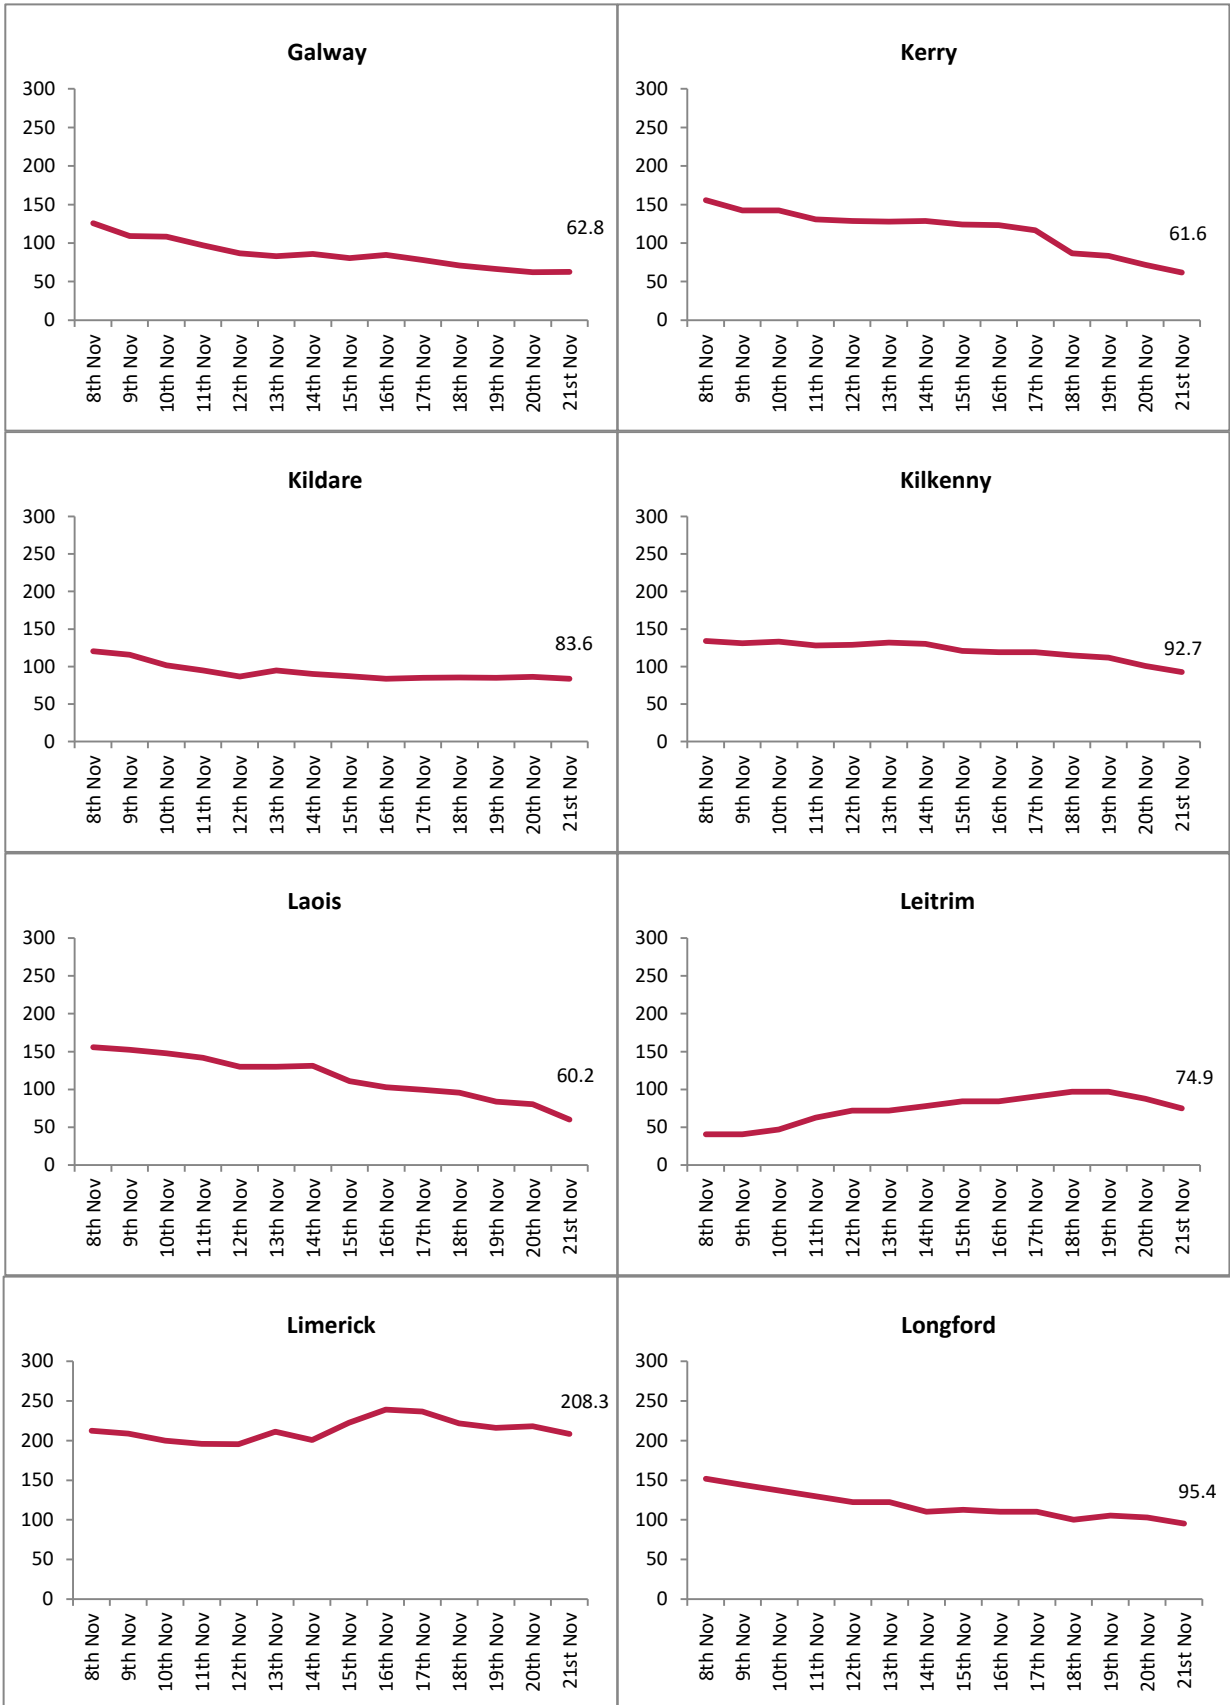 Galway
300
250
200
150
100
50
0
62.8
8th Nov
9th Nov
10th Nov
11th Nov
12th Nov
13th Nov
14th Nov
15th Nov
16th Nov
17th Nov
18th Nov
19th Nov
20th Nov
21st Nov
Kerry
300
250
200
150
100
50
0
61.6
8th Nov
9th Nov
10th Nov
11th Nov
12th Nov
13th Nov
14th Nov
15th Nov
16th Nov
17th Nov
18th Nov
19th Nov
20th Nov
21st Nov
Kildare
300
250
200
150
100
50
0
83.6
8th Nov
9th Nov
10th Nov
11th Nov
12th Nov
13th Nov
14th Nov
15th Nov
16th Nov
17th Nov
18th Nov
19th Nov
20th Nov
21st Nov
Kilkenny
300
250
200
150
100
50
0
92.7
8th Nov
9th Nov
10th Nov
11th Nov
12th Nov
13th Nov
14th Nov
15th Nov
16th Nov
17th Nov
18th Nov
19th Nov
20th Nov
21st Nov
Laois
300
250
200
150
100
50
0
60.2
8th Nov
9th Nov
10th Nov
11th Nov
12th Nov
13th Nov
14th Nov
15th Nov
16th Nov
17th Nov
18th Nov
19th Nov
20th Nov
21st Nov
Leitrim
300
250
200
150
100
50
0
74.9
8th Nov
9th Nov
10th Nov
11th Nov
12th Nov
13th Nov
14th Nov
15th Nov
16th Nov
17th Nov
18th Nov
19th Nov
20th Nov
21st Nov
Limerick
300
250
200
150
100
50
0
208.3
8th Nov
9th Nov
10th Nov
11th Nov
12th Nov
13th Nov
14th Nov
15th Nov
16th Nov
17th Nov
18th Nov
19th Nov
20th Nov
21st Nov
Longford
300
250
200
150
100
50
0
95.4
8th Nov
9th Nov
10th Nov
11th Nov
12th Nov
13th Nov
14th Nov
15th Nov
16th Nov
17th Nov
18th Nov
19th Nov
20th Nov
21st Nov